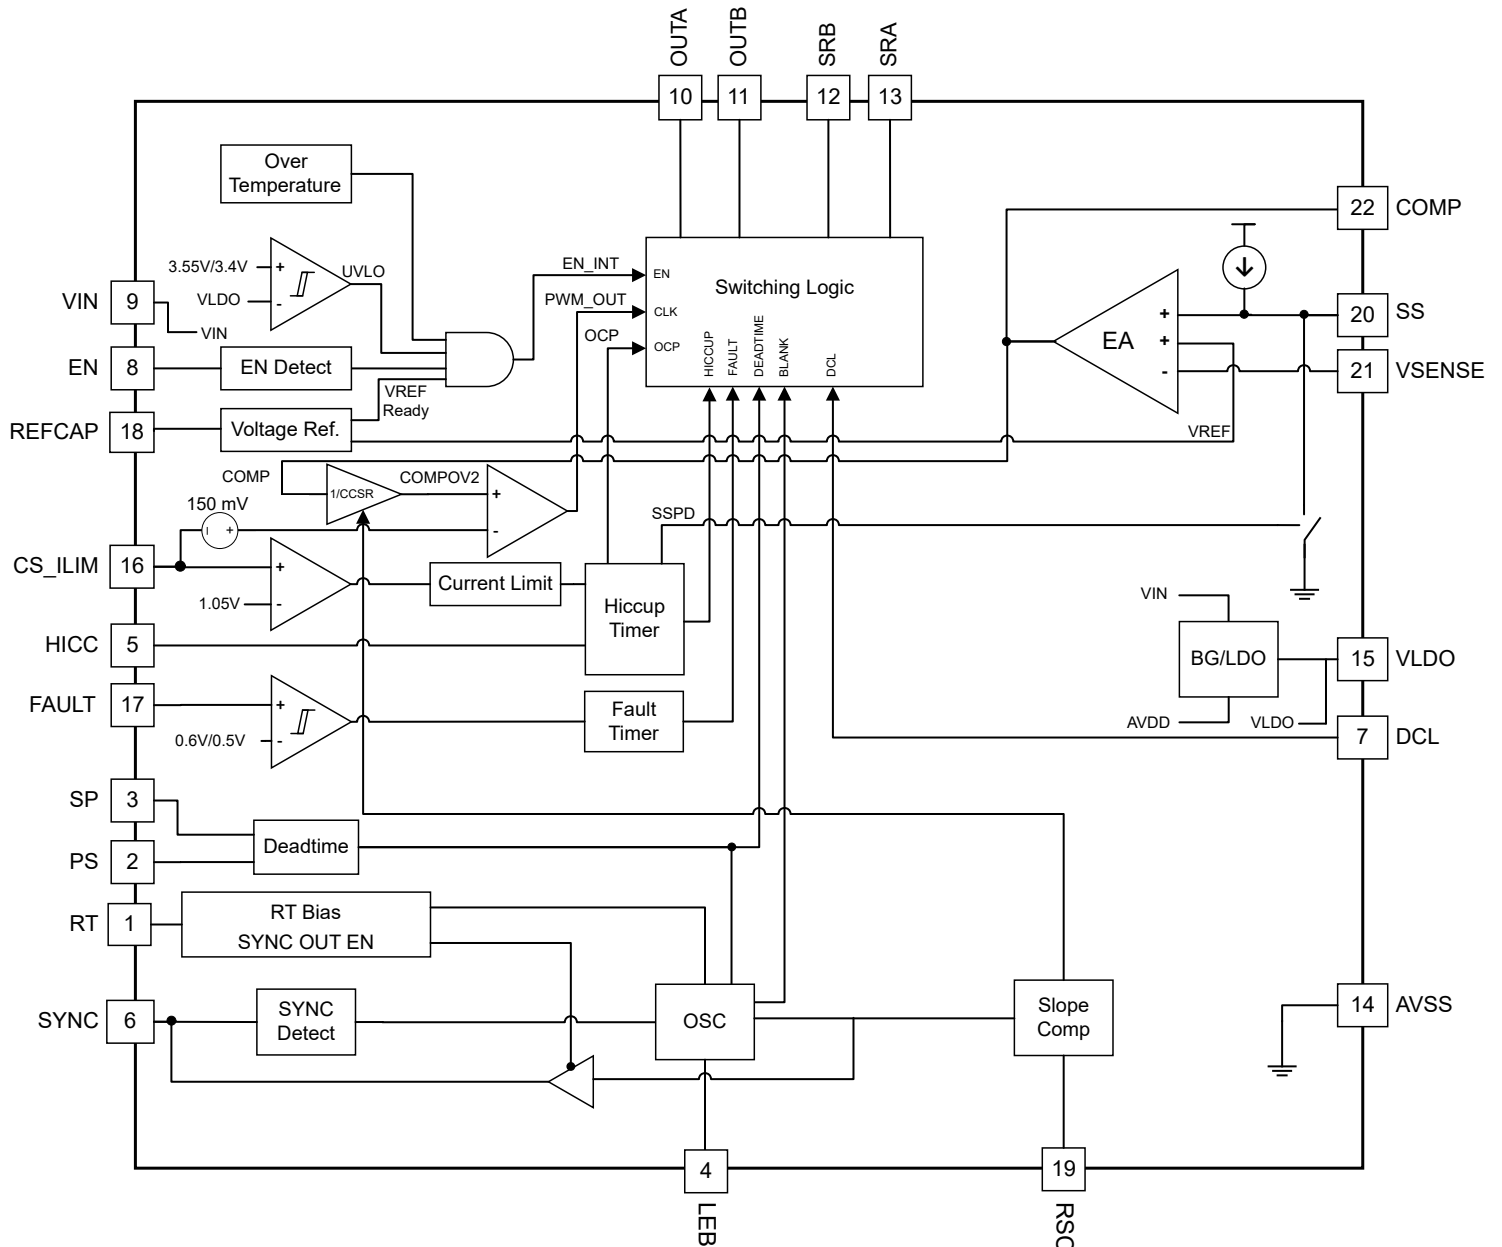 OUTA
OUTB
SRB
SRA
10
11
12
13
Over
Temperature
22
COMP
3.55V/3.4V
+
UVLO
VLDO
-
VIN
9
VIN
EN_INT
EN
Switching Logic
PWM_OUT
CLK
OCP
OCP
HICCUP
FAULT
DEADTIME
BLANK
DCL
EA
+
+
-
20
SS
21
VSENSE
EN
8
EN Detect
VREF
Ready
REFCAP
18
Voltage Ref.
VREF
COMP
1/CCSR
COMPOV2
+
-
150 mV
+
SSPD
CS_ILIM
16
+
1.05V
-
Current Limit
Hiccup
Timer
VIN
HICC
5
BG/LDO
15
VLDO
FAULT
17
+
0.6V/0.5V
-
Fault
Timer
AVDD
VLDO
7
DCL
SP
3
PS
2
Deadtime
RT
1
RT Bias
SYNC OUT EN
SYNC
6
SYNC
Detect
OSC
Slope
Comp
14
AVSS
4
LEB
19
RSC